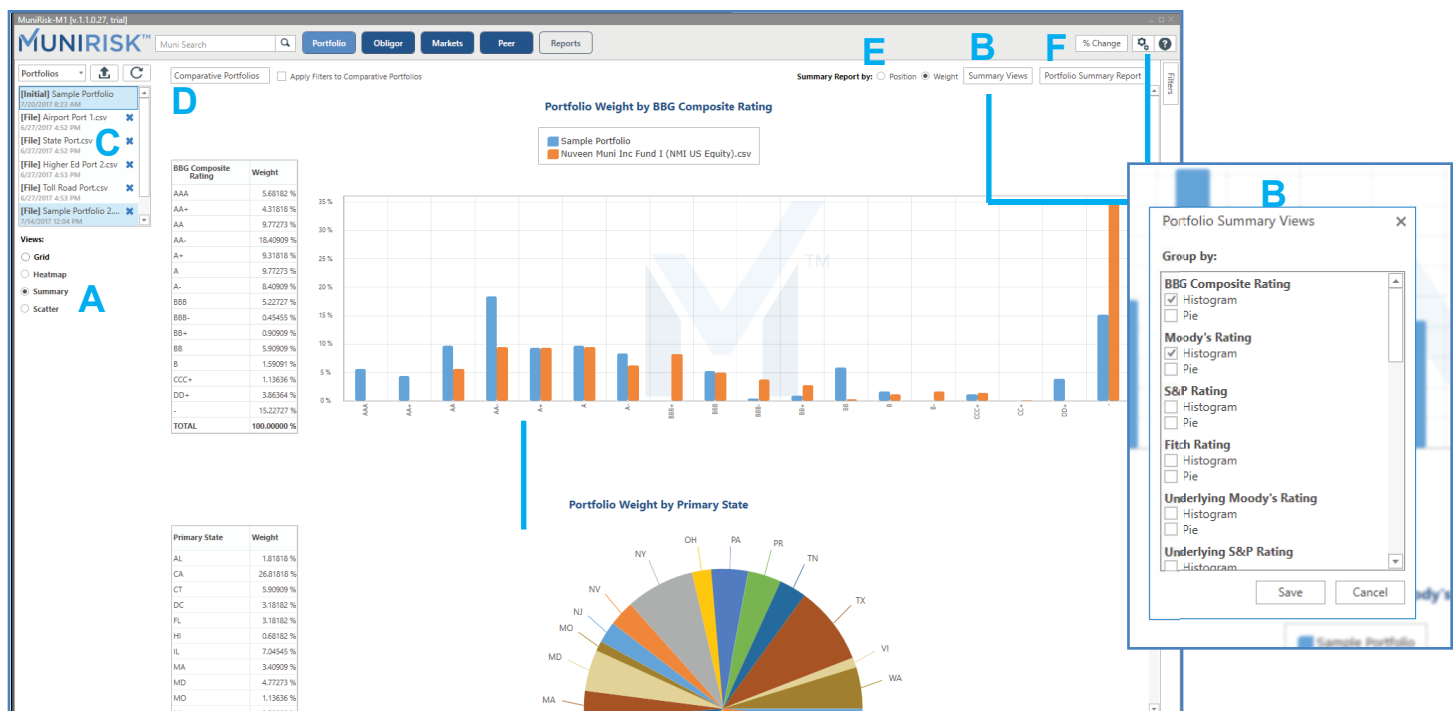 MuniRisk-M1 [v.1.1.0.27, trial]
MUNIRISK™
Muni Search
Portfolio
Obligor
Markets
Peer
Reports
% Change
Portfolios
Comparative Portfolios
Apply Filters to Comparative Portfolios
Summary Report by:
E
Position
Weight
B
Summary Views
F
Portfolio Summary Report
Filters
D
[Initial] Sample Portfolio
7/20/2017 8:23 AM
[File] Airport Port 1.csv
6/27/2017 4:52 PM
[File] State Port.csv
6/27/2017 4:52 PM
C
[File] Higher Ed Port 2.csv
6/27/2017 4:53 PM
[File] Toll Road Port.csv
6/27/2017 4:53 PM
[File] Sample Portfolio 2....
7/14/2017 12:04 PM
Views:
Grid
Heatmap
Summary
Scatter
A
Portfolio Weight by BBG Composite Rating
Sample Portfolio
Nuveen Muni Inc Fund I (NMI US Equity).csv
BBG Composite Rating Weight
AAA 5.68182 %
AA+ 4.31818 %
AA 9.77273 %
AA- 18.40909 %
A+ 9.31818 %
A 9.77273 %
A- 8.40909 %
BBB 5.22727 %
BBB- 0.45455 %
BB+ 0.90909 %
BB 5.90909 %
B 1.59091 %
CCC+ 1.13636 %
DD+ 3.86364 %
- 15.22727 %
TOTAL 100.00000 %
35 %
30 %
25 %
20 %
15 %
10 %
5 %
0 %
TM
AAA
AA+
AA
AA-
A+
A
A-
BBB+
BBB
BBB-
BB+
BB
B
B-
CCC+
CC+
DD+
-
Portfolio Weight by Primary State
Primary State Weight
AL 1.81818 %
CA 26.81818 %
CT 5.90909 %
DC 3.18182 %
FL 3.18182 %
HI 0.68182 %
IL 7.04545 %
MA 3.40909 %
MD 4.77273 %
MO 1.13636 %
MA
MD
MO
NJ
NV
NY
OH
PA
PR
TN
TX
VI
WA
B
Portfolio Summary Views
Group by:
BBG Composite Rating
Histogram
Pie
Moody's Rating
Histogram
Pie
S&P Rating
Histogram
Pie
Fitch Rating
Histogram
Pie
Underlying Moody's Rating
Histogram
Pie
Underlying S&P Rating
Histogram
Save
Cancel
ody's
Sample Portfolio